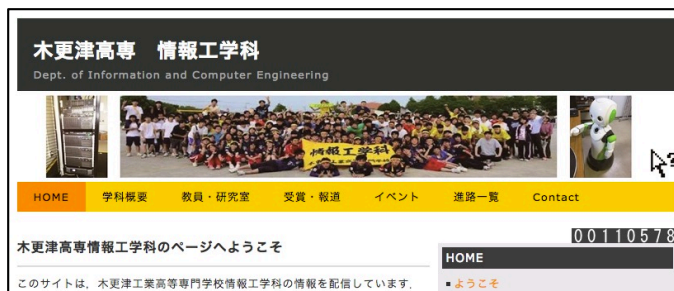 木更津高専　情報工学科
Dept. of Information and Computer Engineering
情報工学科
HOME 学科概要 教員・研究室 受賞・報道 イベント 進路一覧 Contact
00110578
木更津高専情報工学科のページへようこそ
HOME
このサイトは，木更津工業高等専門学校情報工学科の情報を配信しています．
ようこそ